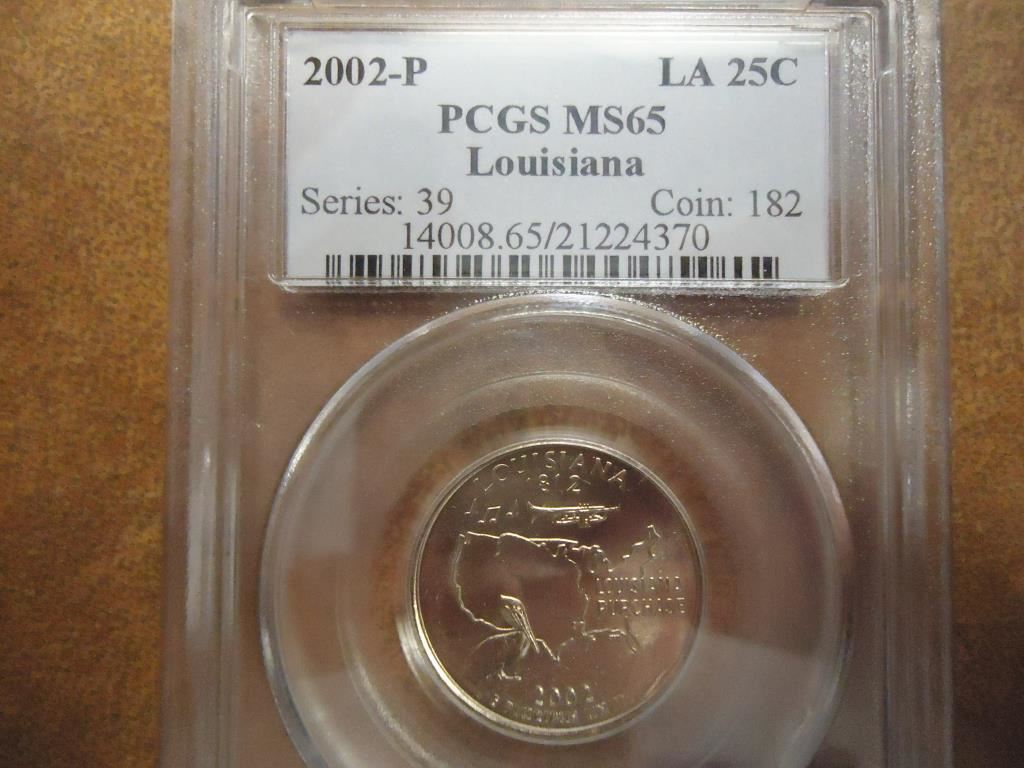 2002-P LA 25C
PCGS MS65
Louisiana
Series: 39 Coin: 182
14008.65/21224370
LOUISIANA
1812
LOUISIANA
PURCHASE
2002